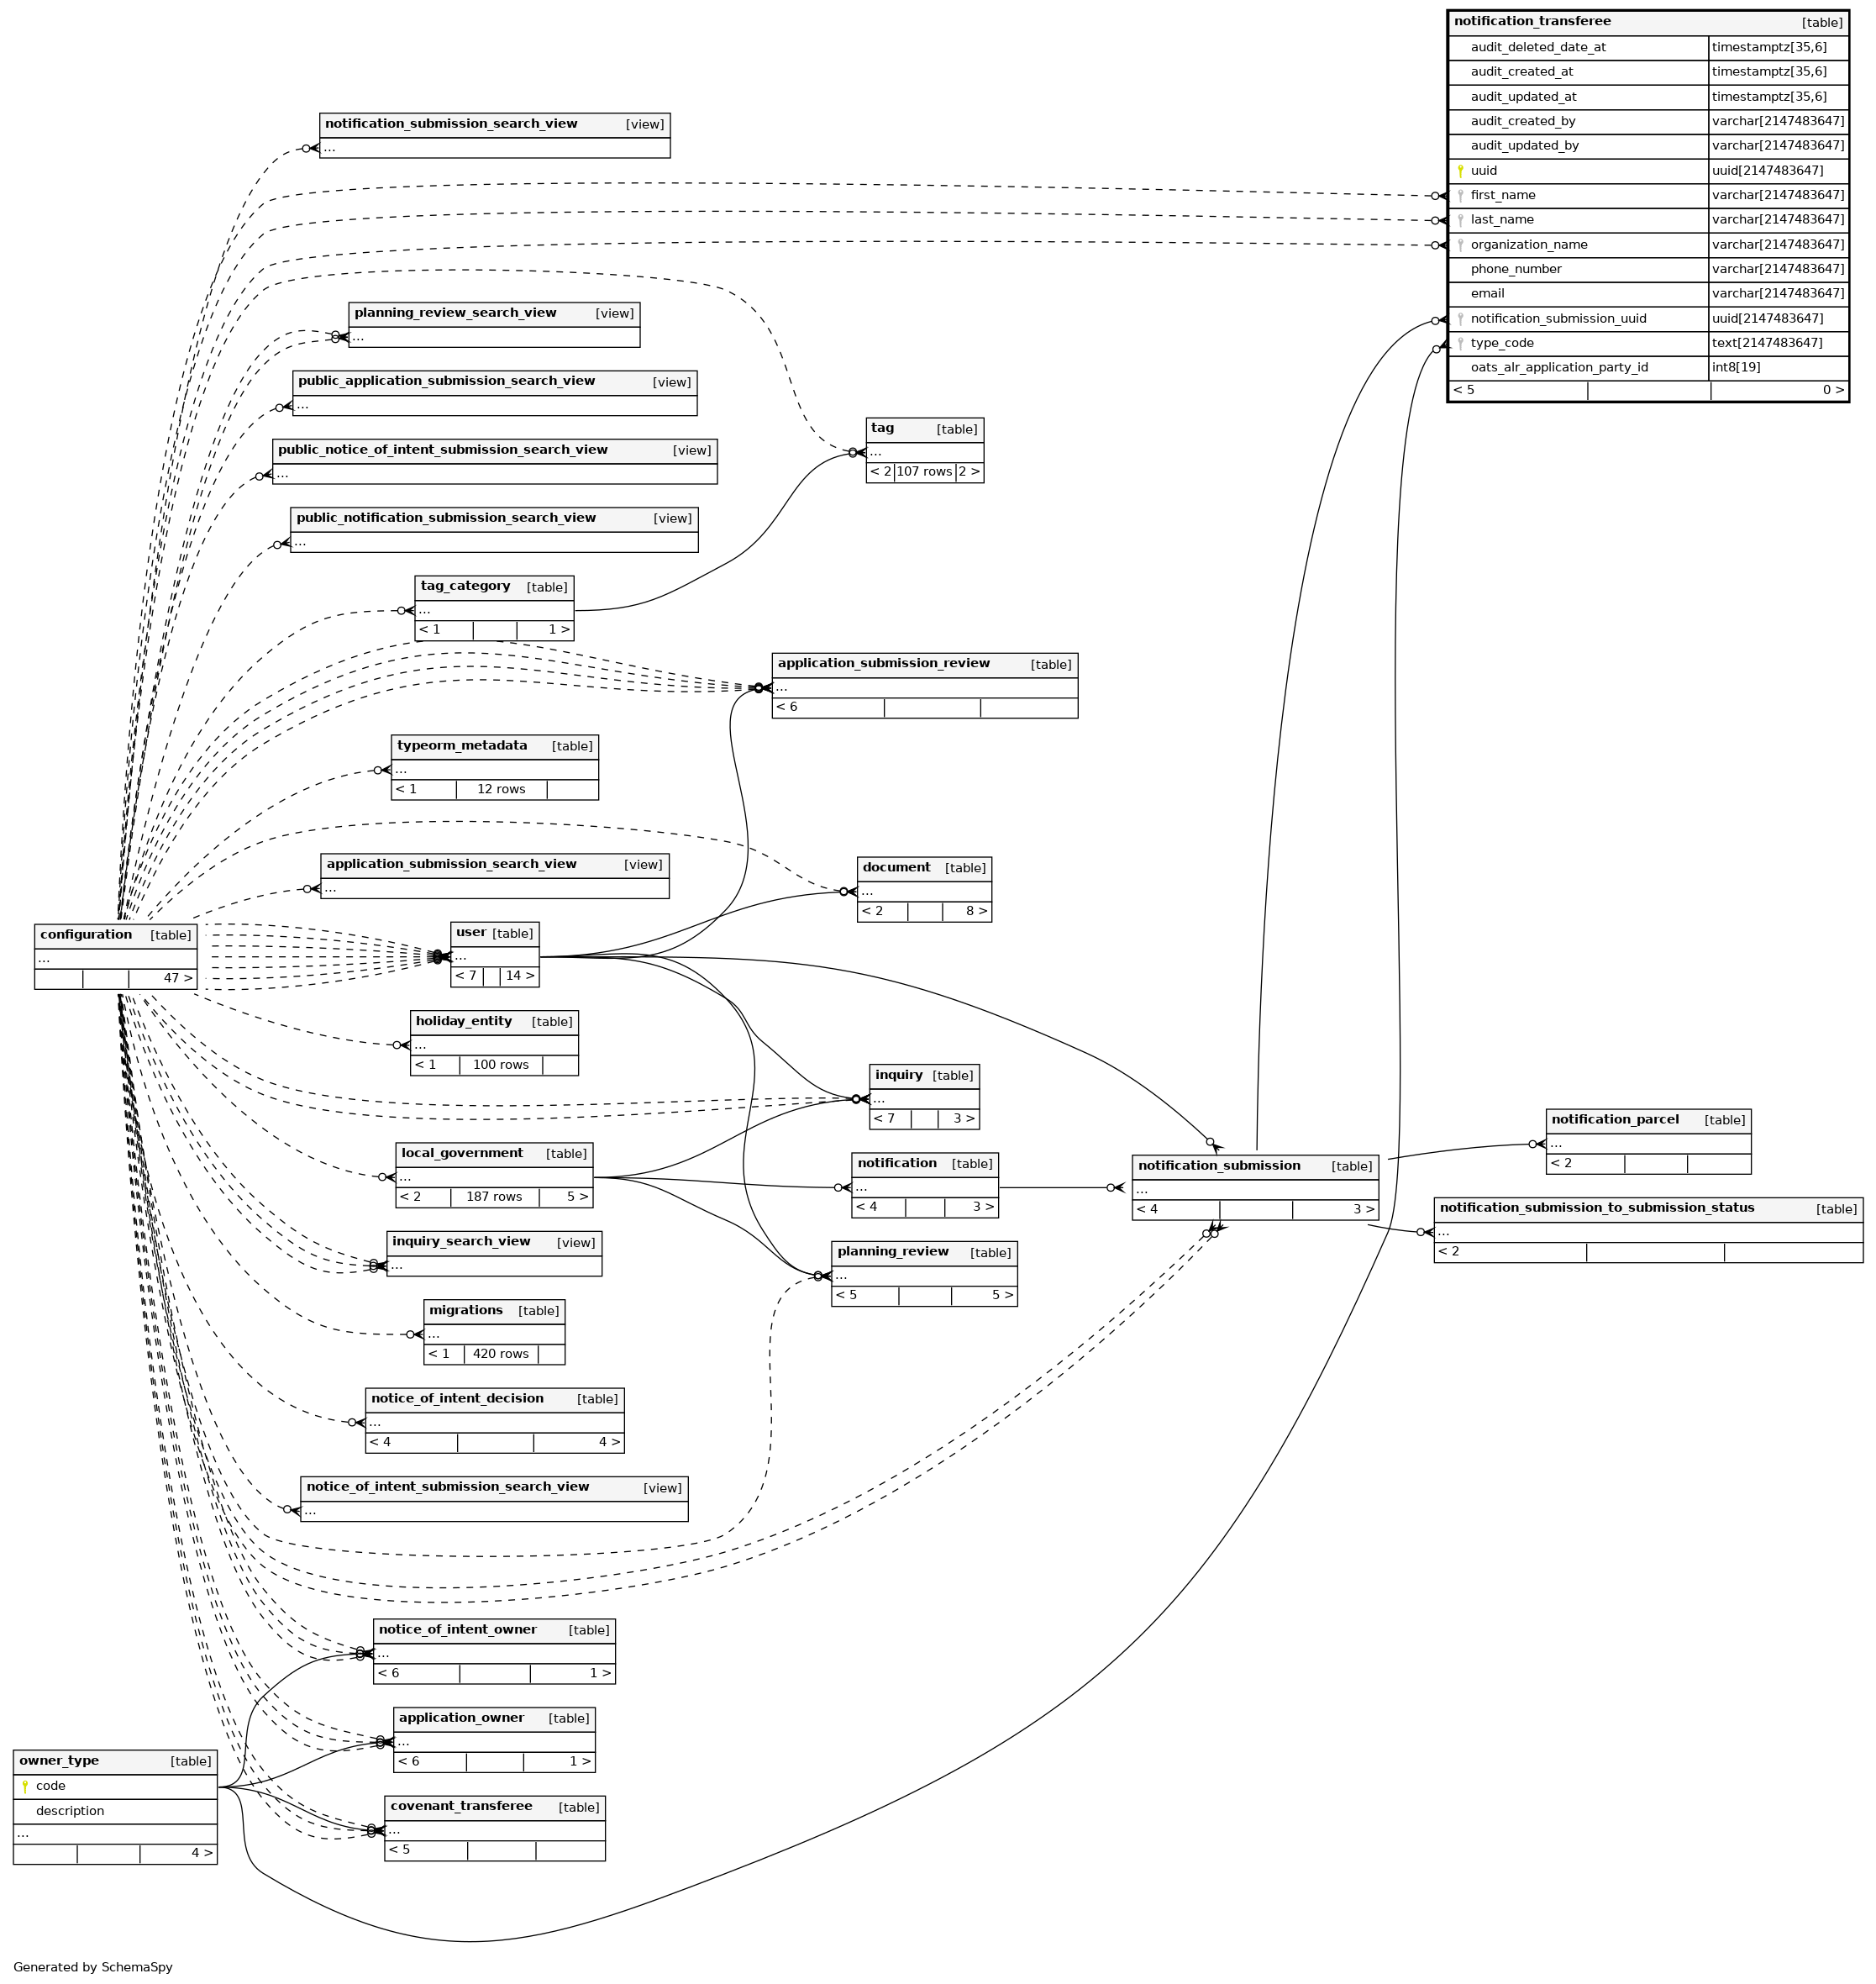 notification_transferee [table]
audit_deleted_date_at timestamptz[35,6]
audit_created_at timestamptz[35,6]
audit_updated_at timestamptz[35,6]
audit_created_by varchar[2147483647]
audit_updated_by varchar[2147483647]
uuid uuid[2147483647]
first_name varchar[2147483647]
last_name varchar[2147483647]
organization_name varchar[2147483647]
phone_number varchar[2147483647]
email varchar[2147483647]
notification_submission_uuid uuid[2147483647]
type_code text[2147483647]
oats_alr_application_party_id int8[19]
< 5 0 >
notification_submission_search_view [view]
...
planning_review_search_view [view]
...
public_application_submission_search_view [view]
...
tag [table]
...
< 2 107 rows 2 >
public_notice_of_intent_submission_search_view [view]
...
public_notification_submission_search_view [view]
...
tag_category [table]
...
< 1 1 >
application_submission_review [table]
...
< 6
typeorm_metadata [table]
...
< 1 12 rows
application_submission_search_view [view]
...
document [table]
...
< 2 8 >
configuration [table]
...
47 >
user [table]
...
< 7 14 >
holiday_entity [table]
...
< 1 100 rows
inquiry [table]
...
< 7 3 >
local_government [table]
...
< 2 187 rows 5 >
notification [table]
...
< 4 3 >
notification_submission [table]
...
< 4 3 >
notification_parcel [table]
...
< 2
notification_submission_to_submission_status [table]
...
< 2
inquiry_search_view [view]
...
planning_review [table]
...
< 5 5 >
migrations [table]
...
< 1 420 rows
notice_of_intent_decision [table]
...
< 4 4 >
notice_of_intent_submission_search_view [view]
...
notice_of_intent_owner [table]
...
< 6 1 >
application_owner [table]
...
< 6 1 >
owner_type [table]
code
description
...
4 >
covenant_transferee [table]
...
< 5
Generated by SchemaSpy